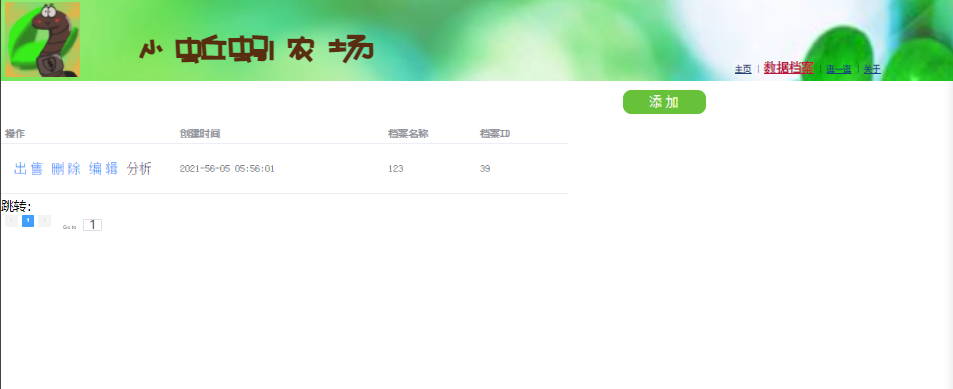 小蚯蚓农场
主页 | 数据档案 | 逛一逛 | 关于
添加
操作 创建时间 档案名称 档案ID
出售 删除 编辑 分析 2021-56-05 05:56:01 123 39
跳转:
1 Go to 1